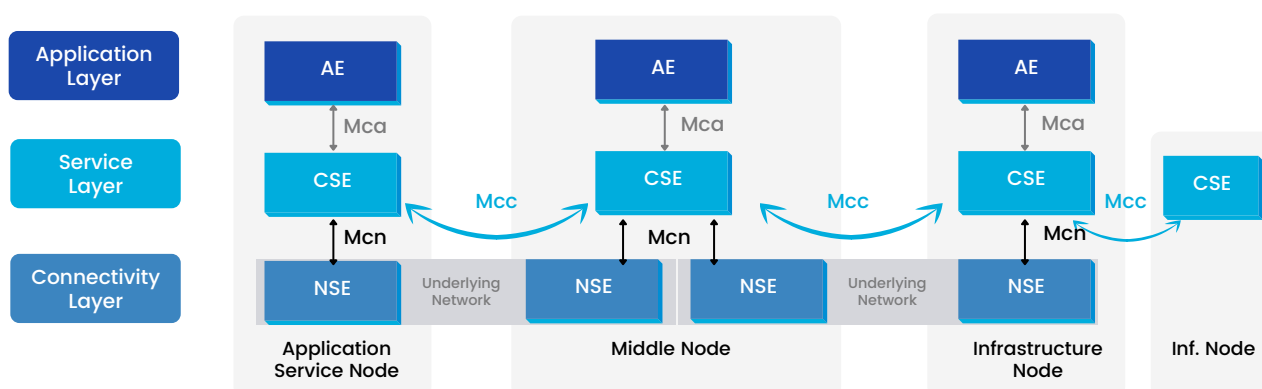 Application
Layer
AE
AE
AE
Mca
Mca
Mca
Service
Layer
CSE
CSE
CSE
CSE
Mcc
Mcc
Mcc
Mcn
Mcn
Mcn
Connectivity
Layer
NSE
Underlying
Network
NSE
NSE
Underlying
Network
NSE
Application
Service Node
Middle Node
Infrastructure
Node
Inf. Node